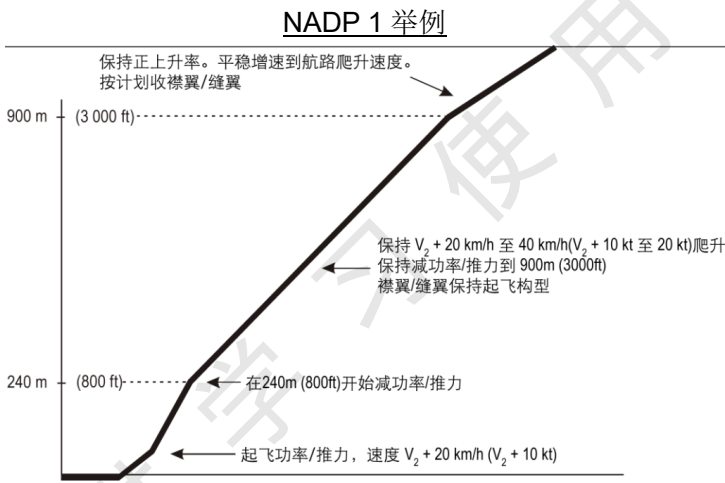 NADP 1 举例
保持正上升率。平稳增速到航路爬升速度。
按计划收襟翼/缝翼
900 m (3 000 ft)
保持 V2 + 20 km/h 至 40 km/h(V2 + 10 kt 至 20 kt)爬升
保持减功率/推力到 900m (3000ft)
襟翼/缝翼保持起飞构型
240 m (800 ft) 在240m (800ft)开始减功率/推力
起飞功率/推力，速度 V2 + 20 km/h (V2 + 10 kt)
学习使用